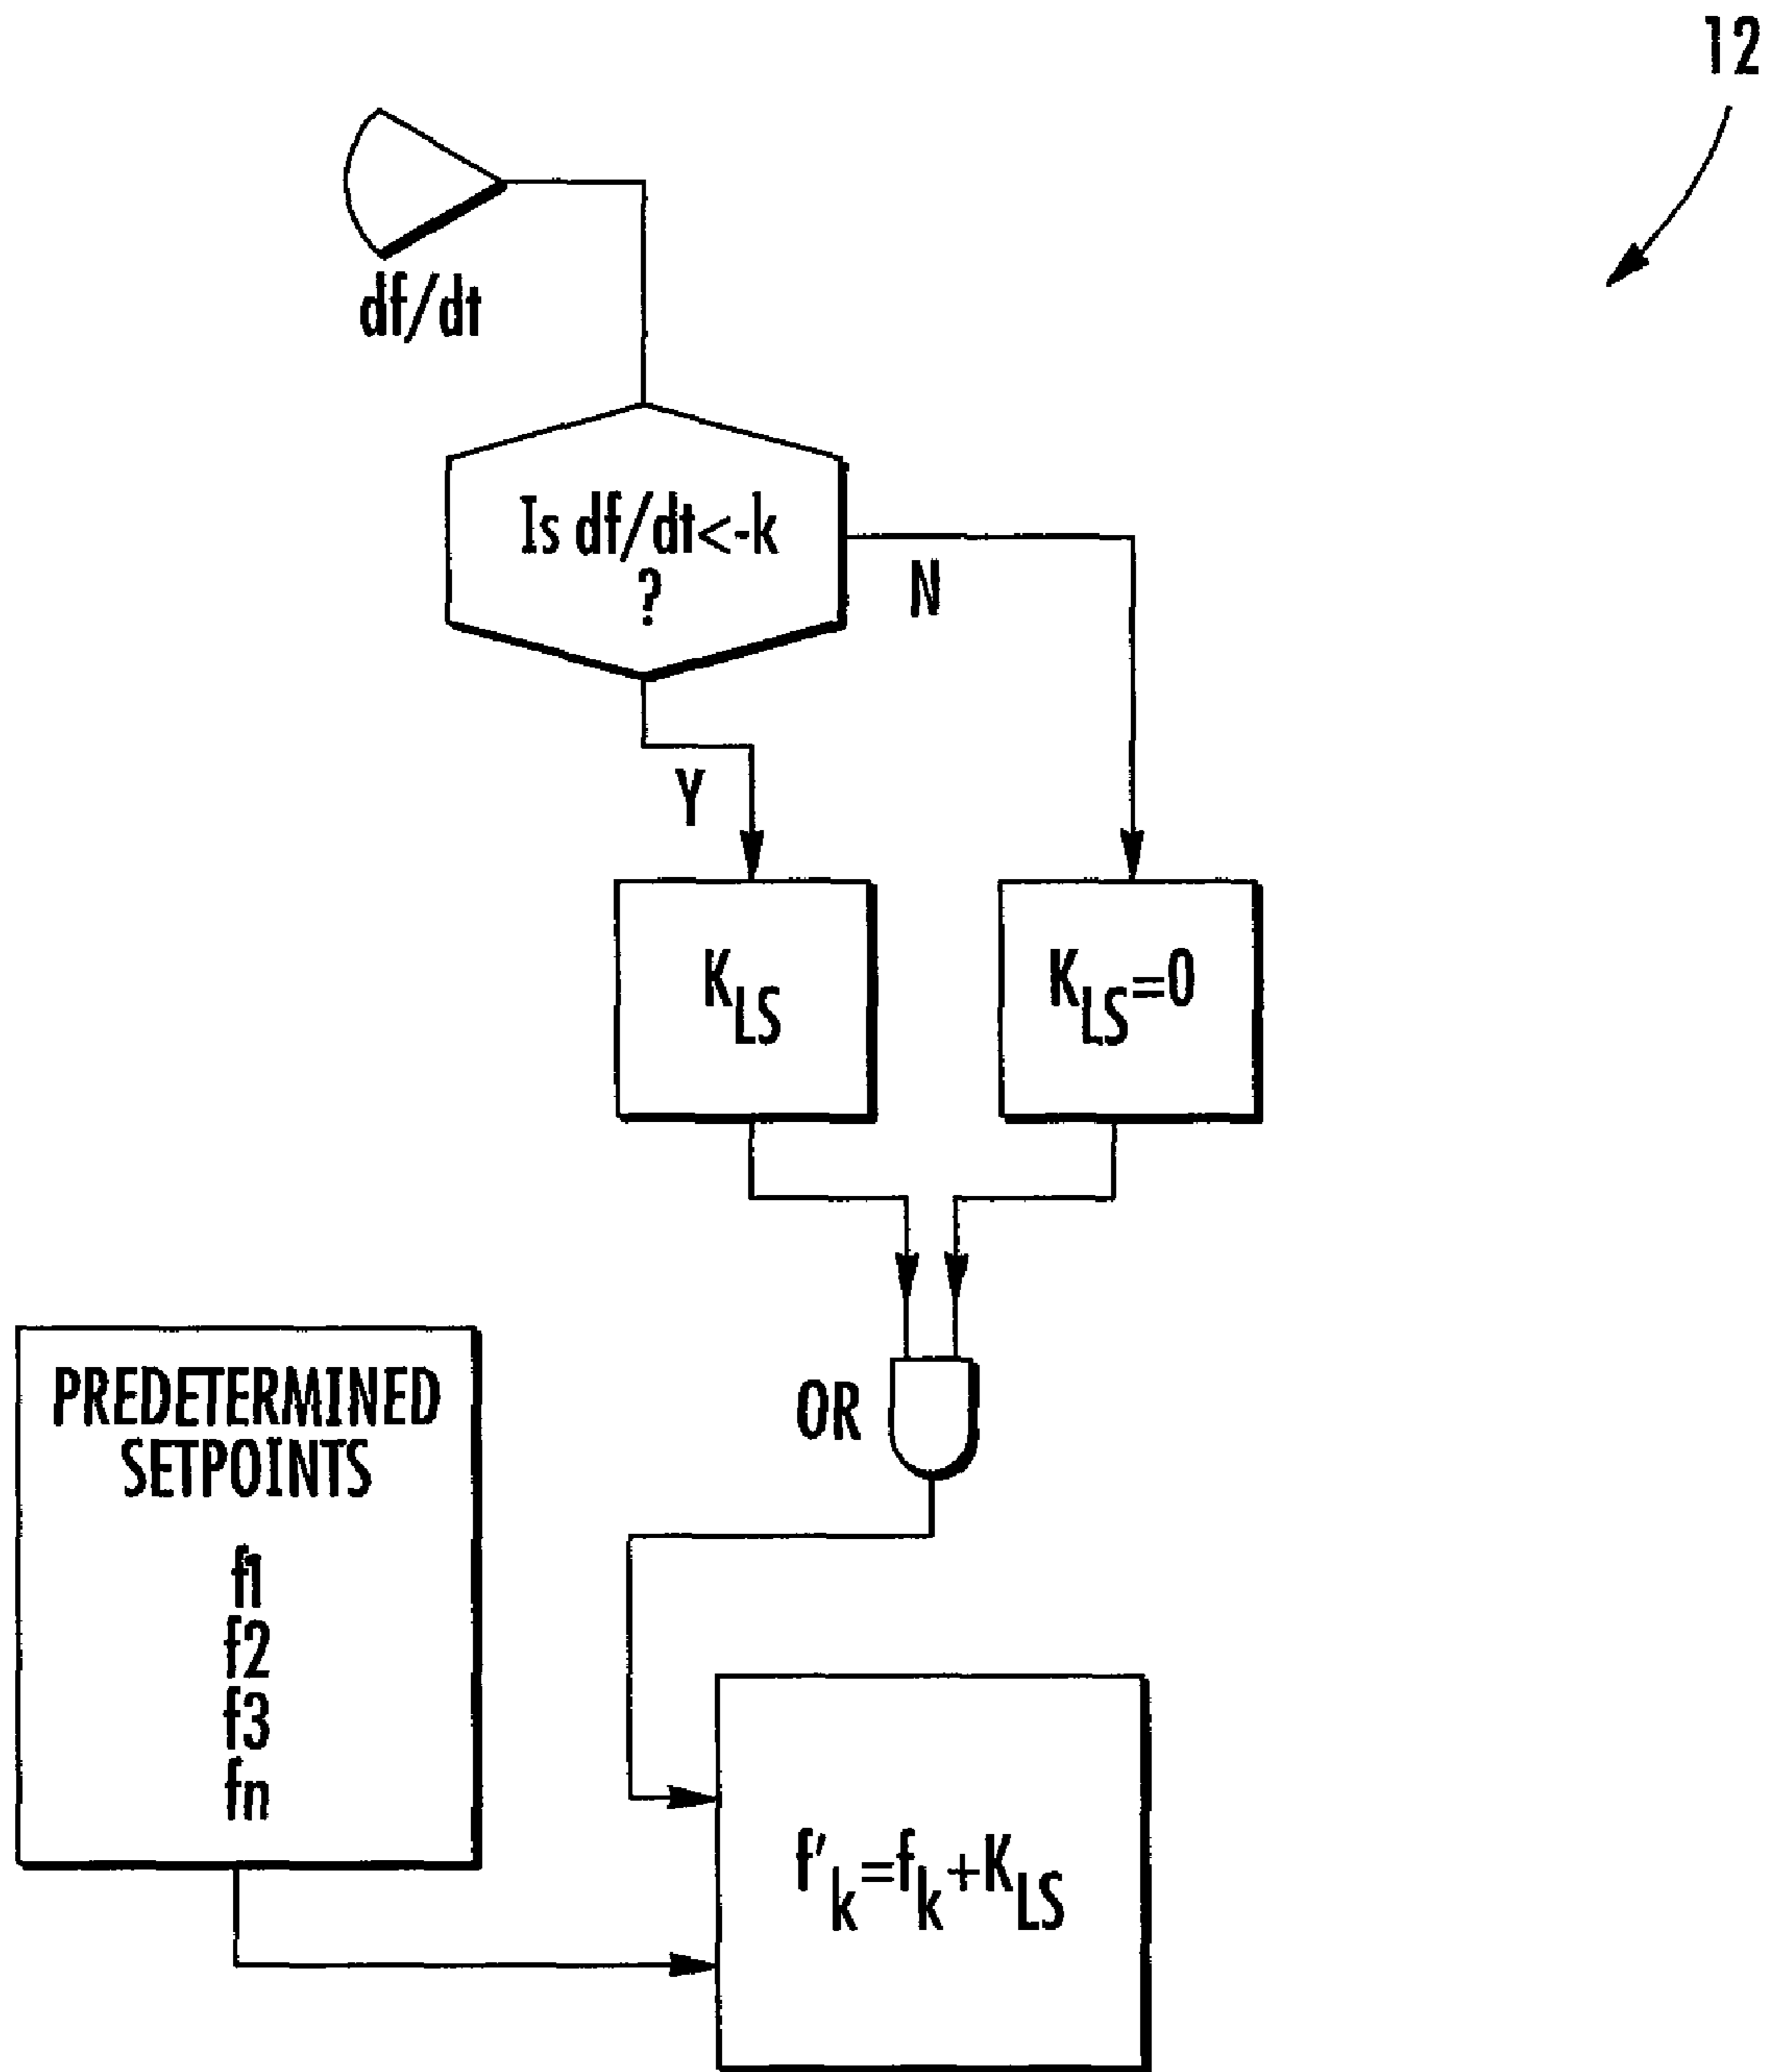 12
df/dt
Is df/dt<-k
?
N
Y
K_LS
K_LS=0
OR
PREDETERMINED
SETPOINTS
f1
f2
f3
fn
f'_k=f_k+K_LS